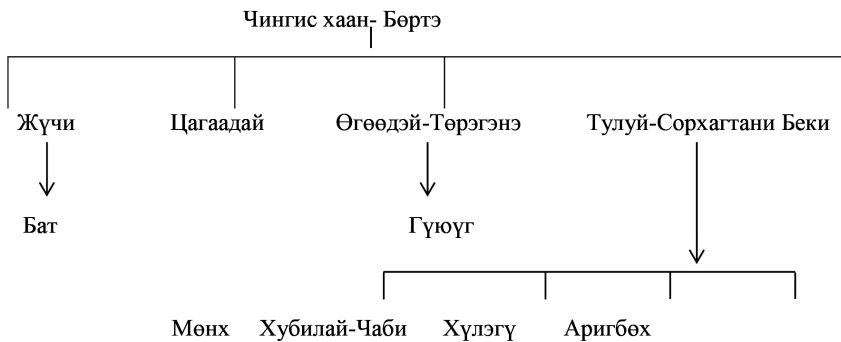 Чингис хаан- Бөртэ
Жүчи Цагаадай Өгөөдэй-Төрэгэнэ Тулуй-Сорхагтани Беки
Бат Гүюүг
Мөнх Хубилай-Чаби Хүлэгү Аригбөх